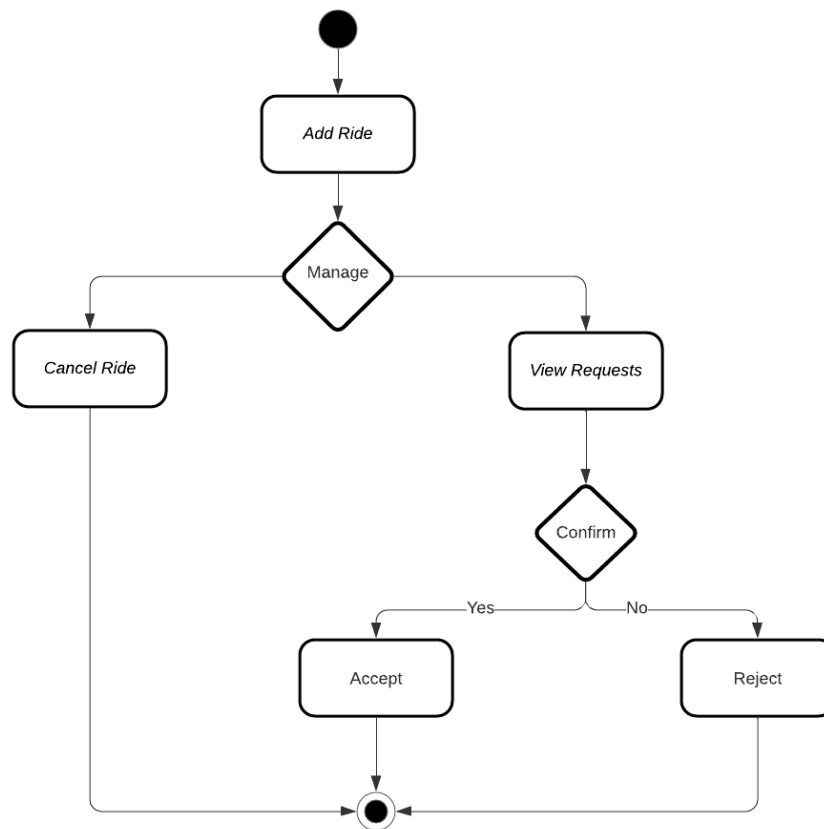 Add Ride
Manage
Cancel Ride
View Requests
Confirm
Yes
No
Accept
Reject